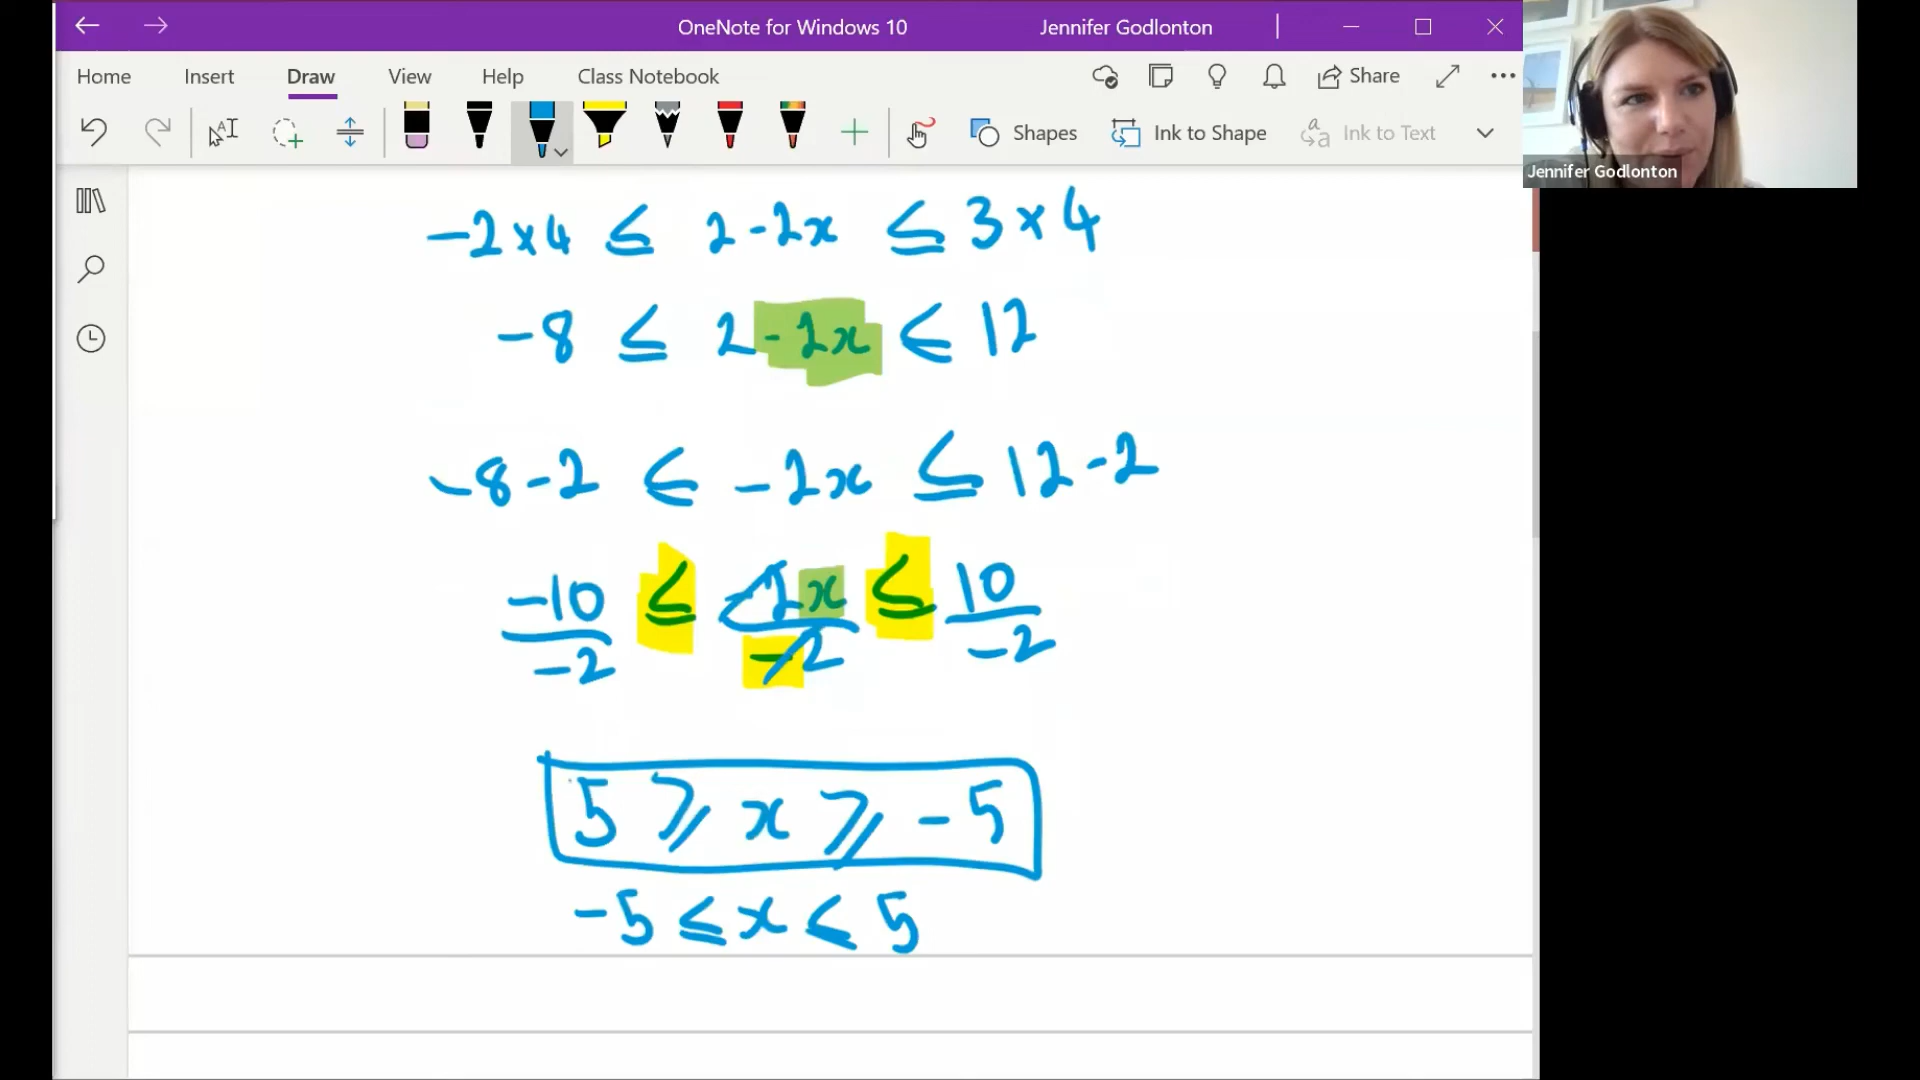 OneNote for Windows 10 Jennifer Godlonton
Home Insert Draw View Help Class Notebook Share
Shapes Ink to Shape Ink to Text
Jennifer Godlonton
-2×4 ≤ 2-2x ≤ 3×4
-8 ≤ 2-2x ≤ 12
-8-2 ≤ -2x ≤ 12-2
-10/-2 ≤ -2x/-2 ≤ 10/-2
5 ⩾ x ⩾ -5
-5 ≤ x ≤ 5